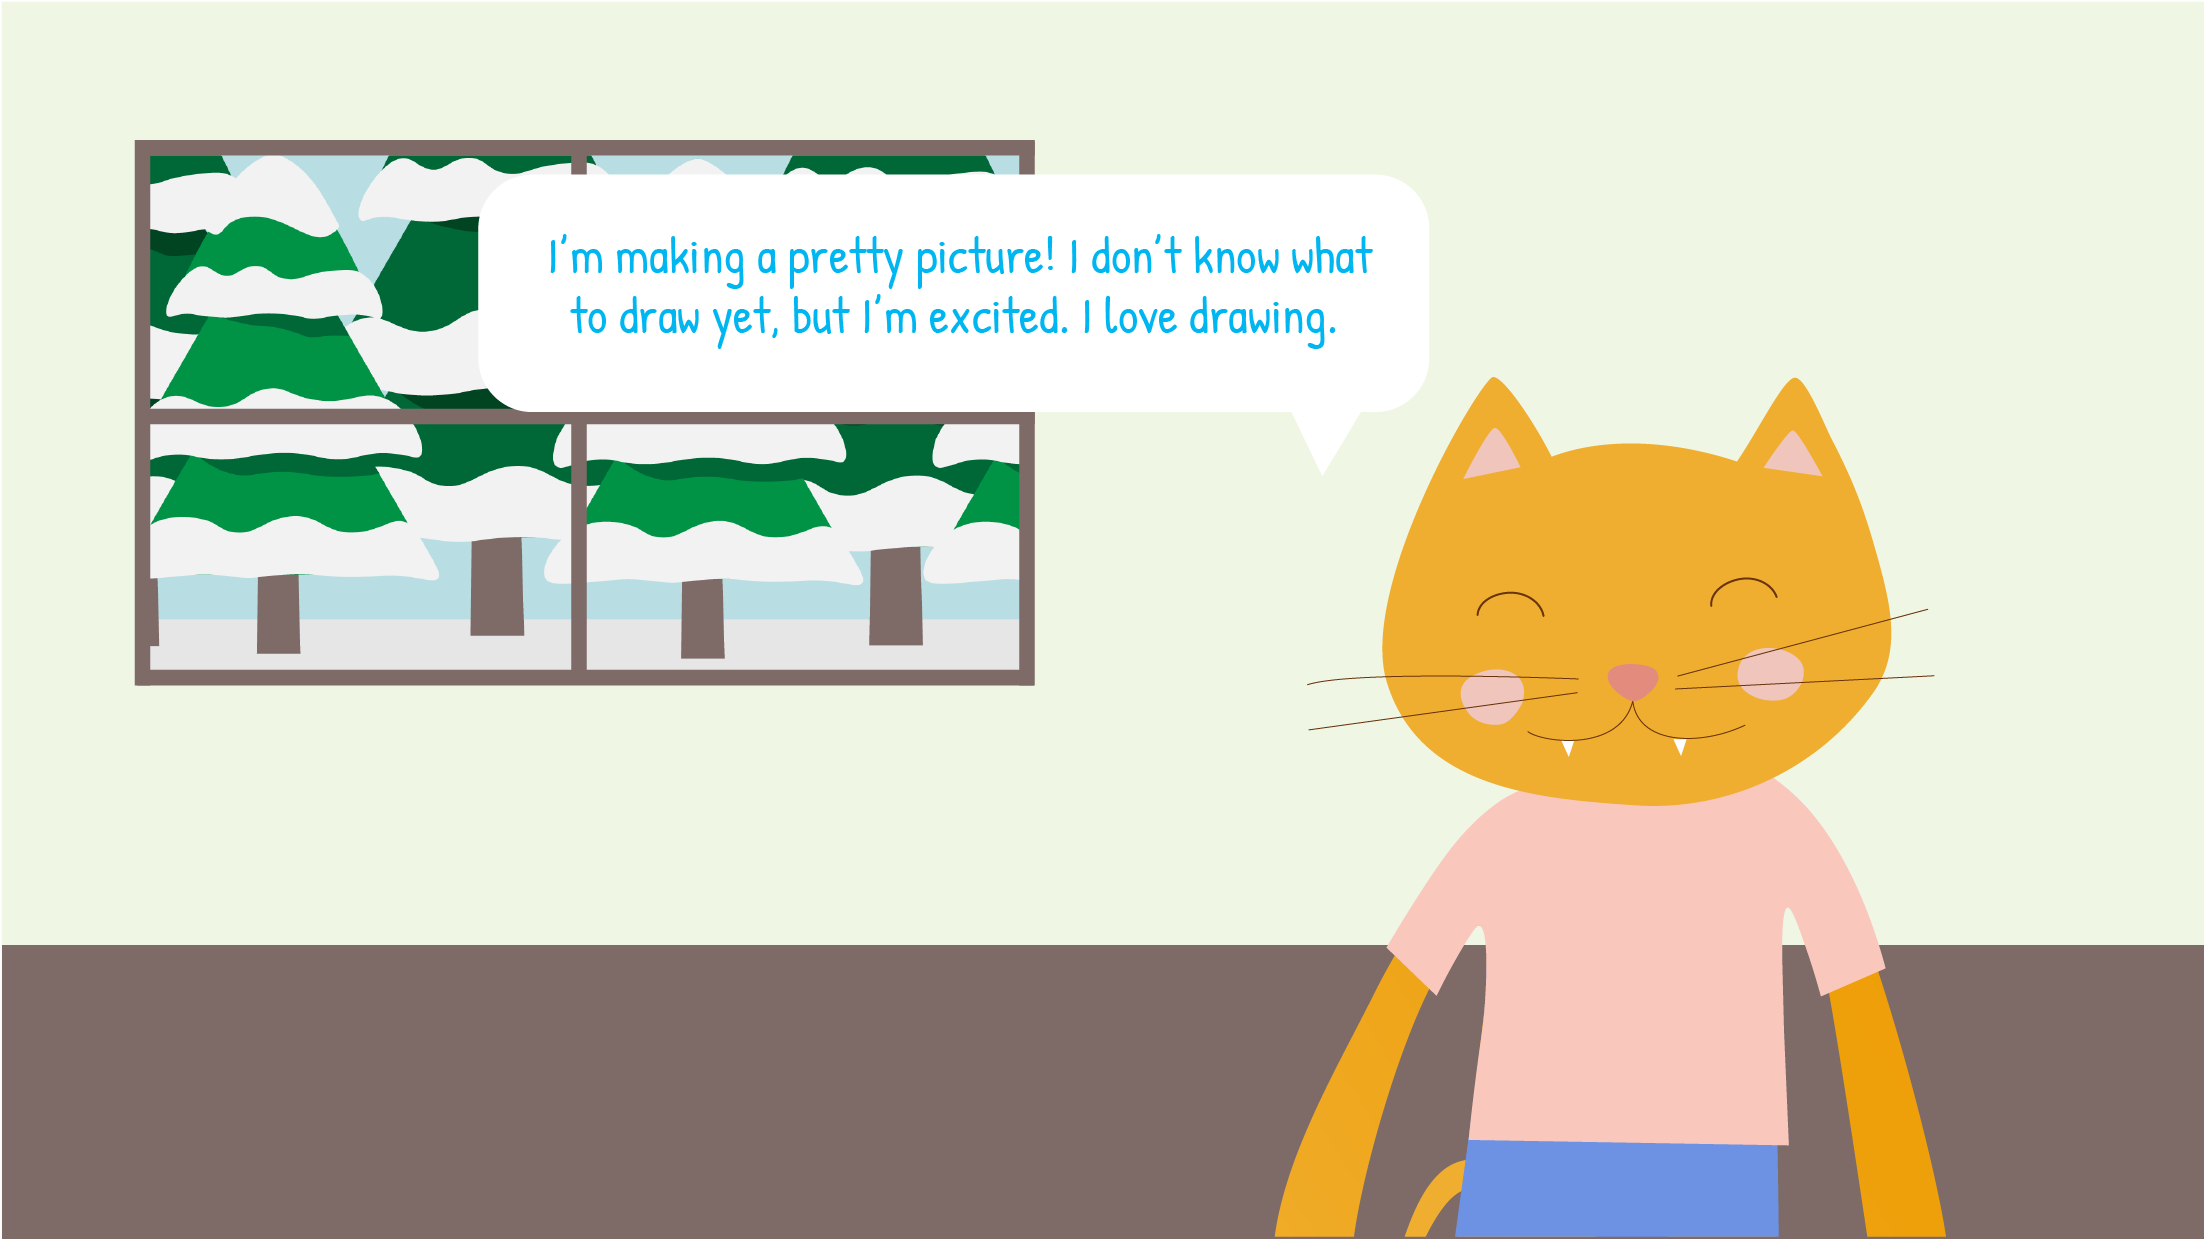 I'm making a pretty picture! I don't know what
to draw yet, but I'm excited. I love drawing.